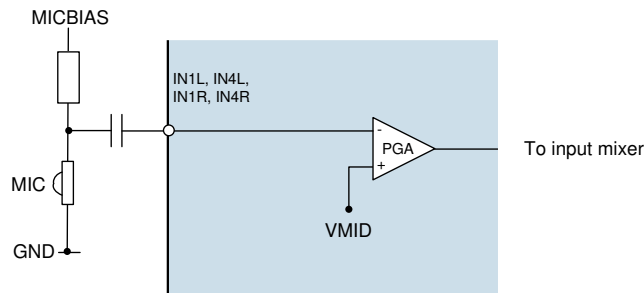 MICBIAS
IN1L, IN4L,
IN1R, IN4R
-
PGA
+
To input mixer
MIC
VMID
GND